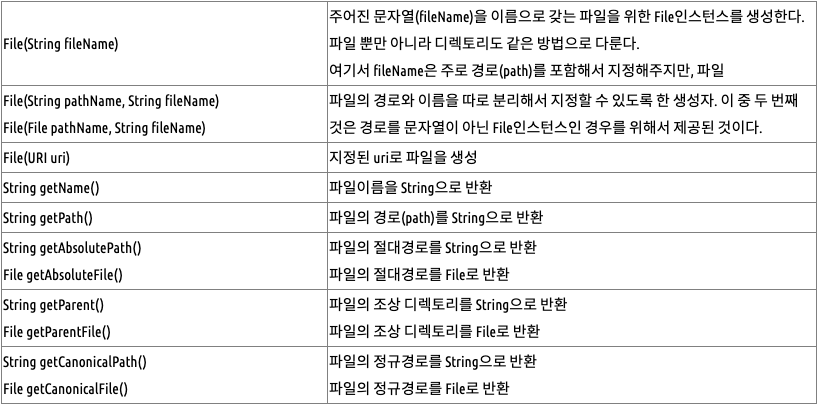 File(String fileName)
주어진 문자열(fileName)을 이름으로 갖는 파일을 위한 File인스턴스를 생성한다.
파일 뿐만 아니라 디렉토리도 같은 방법으로 다룬다.
여기서 fileName은 주로 경로(path)를 포함해서 지정해주지만, 파일
File(String pathName, String fileName)
File(File pathName, String fileName)
파일의 경로와 이름을 따로 분리해서 지정할 수 있도록 한 생성자. 이 중 두 번째
것은 경로를 문자열이 아닌 File인스턴스인 경우를 위해서 제공된 것이다.
File(URI uri)
지정된 uri로 파일을 생성
String getName()
파일이름을 String으로 반환
String getPath()
파일의 경로(path)를 String으로 반환
String getAbsolutePath()
File getAbsoluteFile()
파일의 절대경로를 String으로 반환
파일의 절대경로를 File로 반환
String getParent()
File getParentFile()
파일의 조상 디렉토리를 String으로 반환
파일의 조상 디렉토리를 File로 반환
String getCanonicalPath()
File getCanonicalFile()
파일의 정규경로를 String으로 반환
파일의 정규경로를 File로 반환